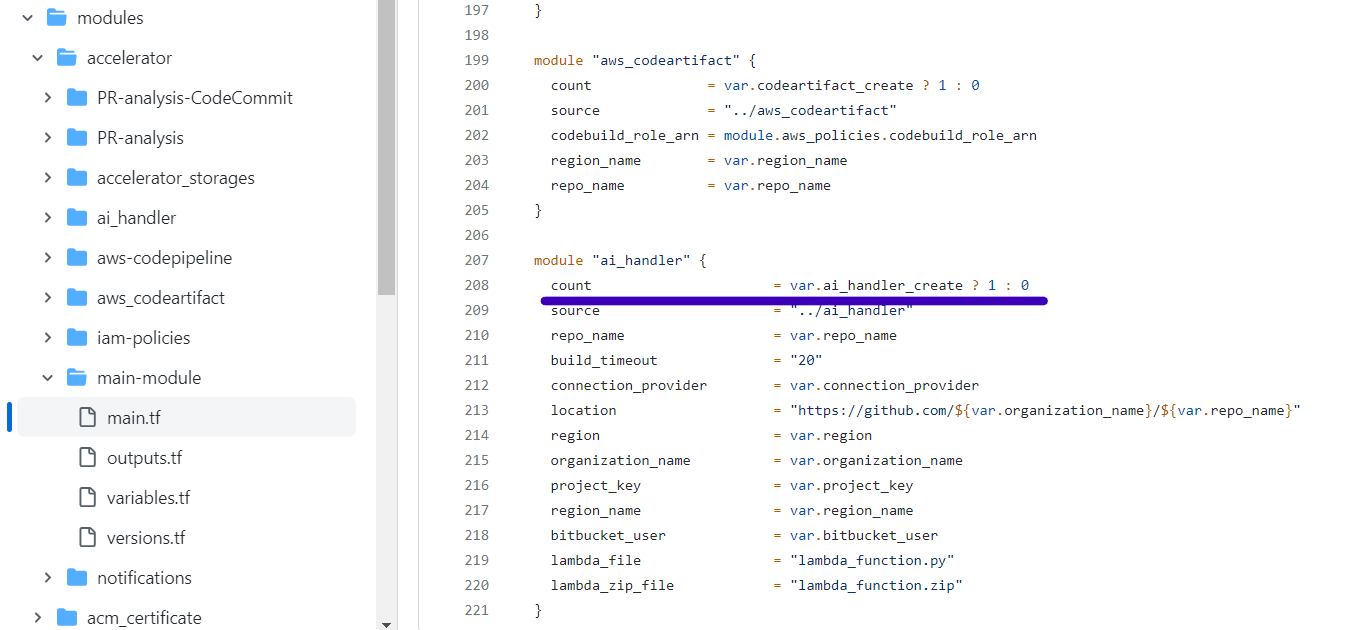 modules
accelerator
PR-analysis-CodeCommit
PR-analysis
accelerator_storages
ai_handler
aws-codepipeline
aws_codeartifact
iam-policies
main-module
main.tf
outputs.tf
variables.tf
versions.tf
notifications
acm_certificate
197 }
198
199 module "aws_codeartifact" {
200 count = var.codeartifact_create ? 1 : 0
201 source = "../aws_codeartifact"
202 codebuild_role_arn = module.aws_policies.codebuild_role_arn
203 region_name = var.region_name
204 repo_name = var.repo_name
205 }
206
207 module "ai_handler" {
208 count = var.ai_handler_create ? 1 : 0
209 source = "../ai_handler"
210 repo_name = var.repo_name
211 build_timeout = "20"
212 connection_provider = var.connection_provider
213 location = "https://github.com/${var.organization_name}/${var.repo_name}"
214 region = var.region
215 organization_name = var.organization_name
216 project_key = var.project_key
217 region_name = var.region_name
218 bitbucket_user = var.bitbucket_user
219 lambda_file = "lambda_function.py"
220 lambda_zip_file = "lambda_function.zip"
221 }